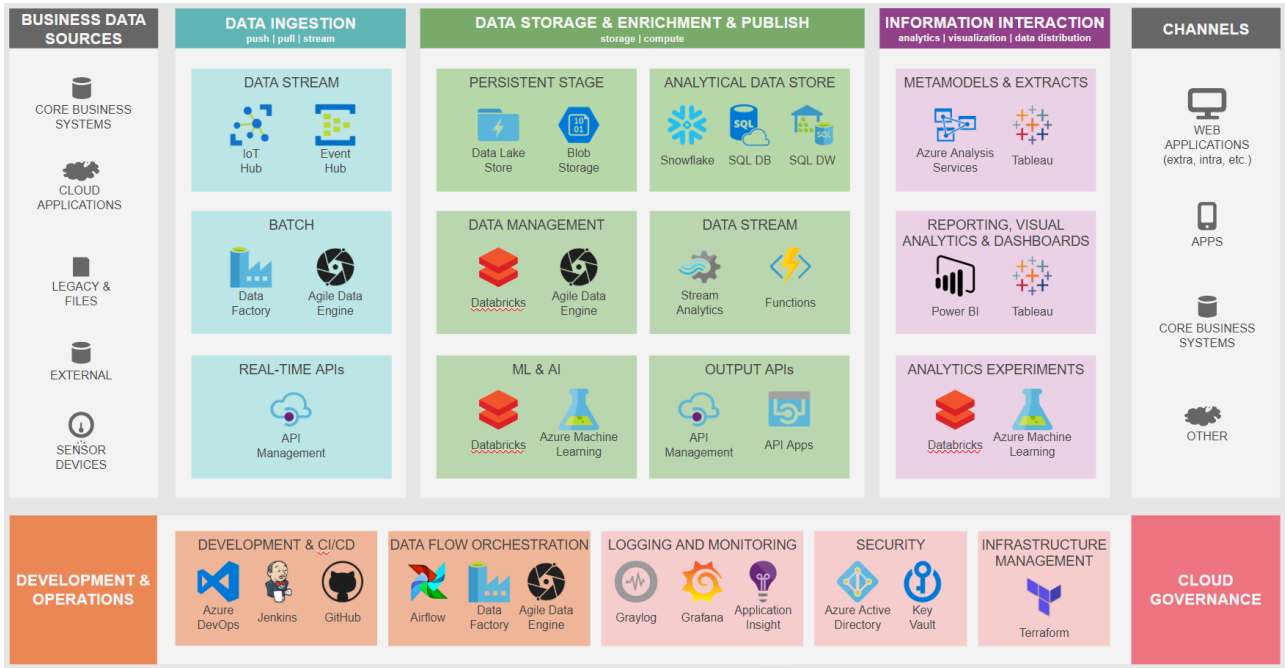 BUSINESS DATA
SOURCES
CORE BUSINESS
SYSTEMS
CLOUD
APPLICATIONS
LEGACY &
FILES
EXTERNAL
SENSOR
DEVICES
DATA INGESTION
push | pull | stream
DATA STREAM
IoT
Hub
Event
Hub
BATCH
Data
Factory
Agile Data
Engine
REAL-TIME APIs
API
Management
DATA STORAGE & ENRICHMENT & PUBLISH
storage | compute
PERSISTENT STAGE
Data Lake
Store
10
01
Blob
Storage
ANALYTICAL DATA STORE
Snowflake
SQL
SQL DB
SQL
SQL DW
DATA MANAGEMENT
Databricks
Agile Data
Engine
DATA STREAM
Stream
Analytics
Functions
ML & AI
Databricks
Azure Machine
Learning
OUTPUT APIs
API
Management
API Apps
INFORMATION INTERACTION
analytics | visualization | data distribution
METAMODELS & EXTRACTS
Azure Analysis
Services
Tableau
REPORTING, VISUAL
ANALYTICS & DASHBOARDS
Power BI
Tableau
ANALYTICS EXPERIMENTS
Databricks
Azure Machine
Learning
CHANNELS
WEB
APPLICATIONS
(extra, intra, etc.)
APPS
CORE BUSINESS
SYSTEMS
OTHER
DEVELOPMENT &
OPERATIONS
DEVELOPMENT & CI/CD
Azure
DevOps
Jenkins
GitHub
DATA FLOW ORCHESTRATION
Airflow
Data
Factory
Agile Data
Engine
LOGGING AND MONITORING
Graylog
Grafana
Application
Insight
SECURITY
Azure Active
Directory
Key
Vault
INFRASTRUCTURE
MANAGEMENT
Terraform
CLOUD
GOVERNANCE